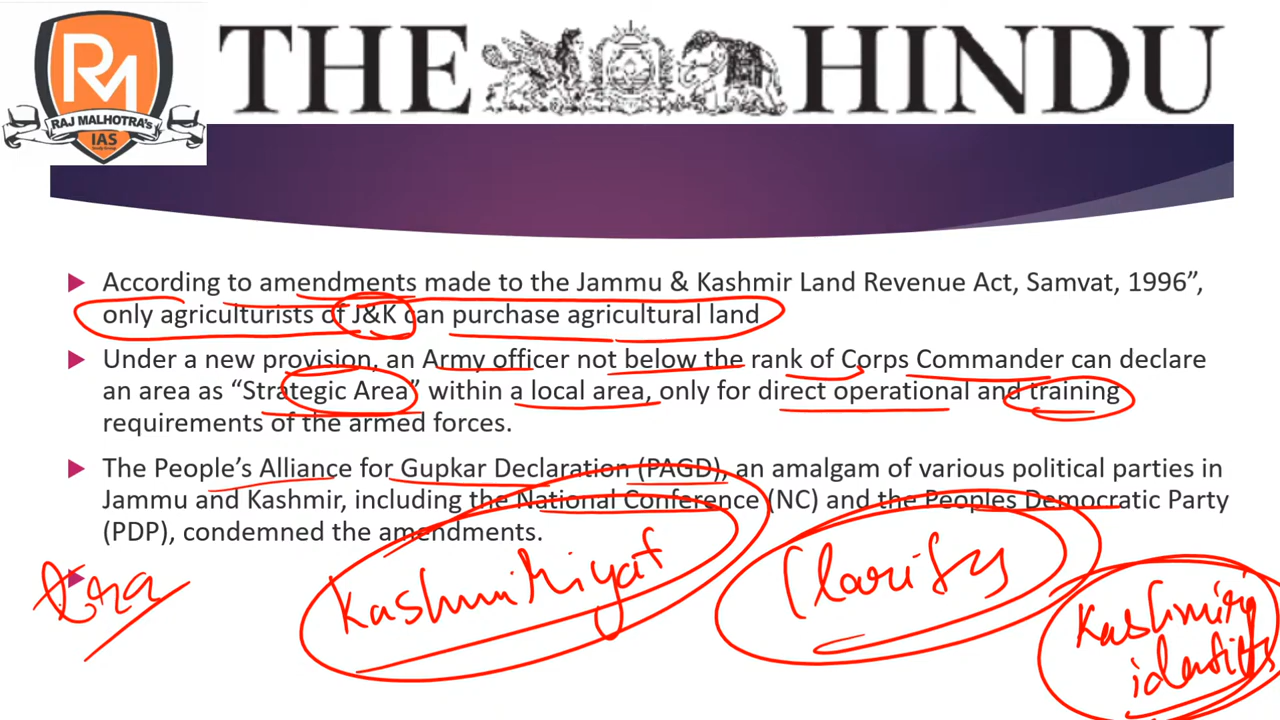 RM
RAJ MALHOTRA'S
IAS
THE HINDU
According to amendments made to the Jammu & Kashmir Land Revenue Act, Samvat, 1996”,
only agriculturists of J&K can purchase agricultural land
Under a new provision, an Army officer not below the rank of Corps Commander can declare
an area as “Strategic Area” within a local area, only for direct operational and training
requirements of the armed forces.
The People’s Alliance for Gupkar Declaration (PAGD), an amalgam of various political parties in
Jammu and Kashmir, including the National Conference (NC) and the Peoples Democratic Party
(PDP), condemned the amendments.
Kashmiriyat
Clarity
Kashmiri
identity